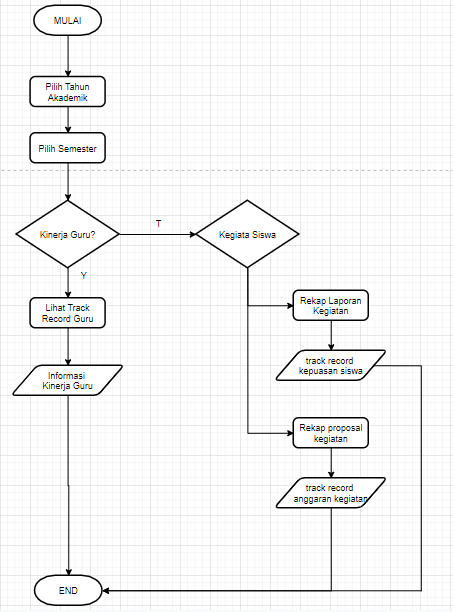 MULAI
Pilih Tahun
Akademik
Pilih Semester
Kinerja Guru?
T
Kegiata Siswa
Y
Lihat Track
Record Guru
Rekap Laporan
Kegiatan
track record
kepuasan siswa
Informasi
Kinerja Guru
Rekap proposal
kegiatan
track record
anggaran kegiatan
END